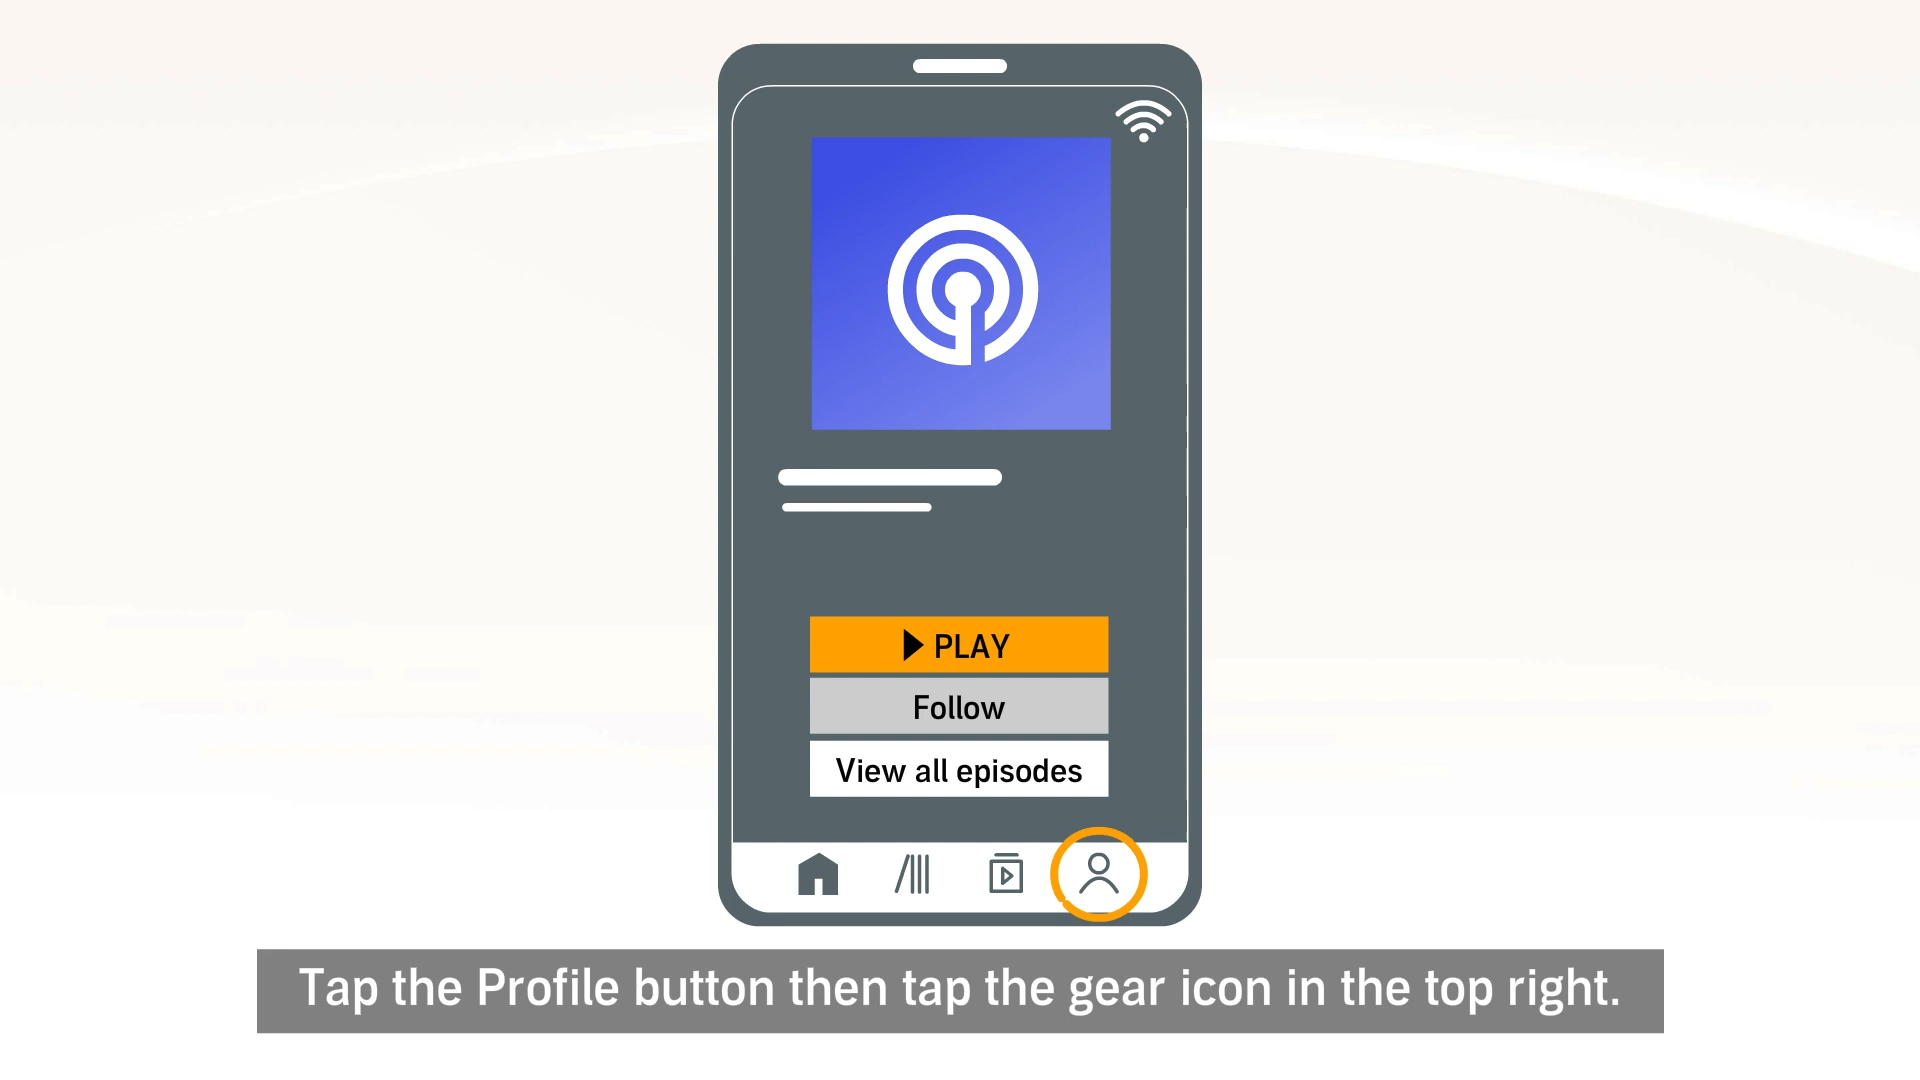 PLAY
Follow
View all episodes
Tap the Profile button then tap the gear icon in the top right.